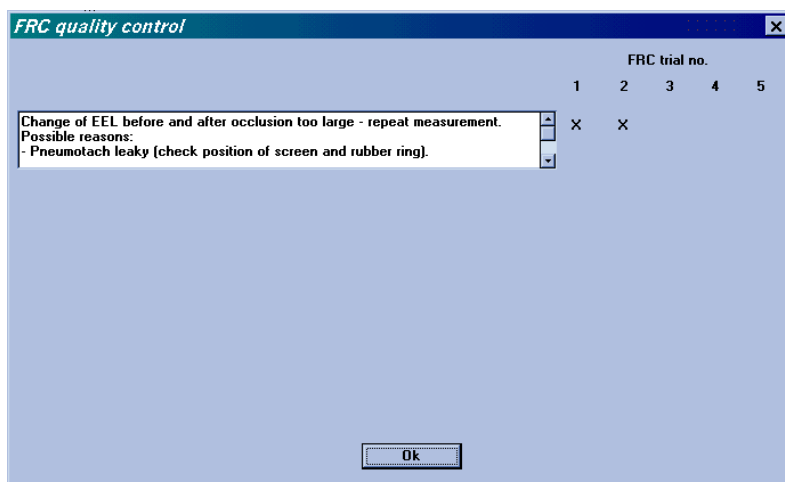 FRC quality control
FRC trial no.
1 2 3 4 5
Change of EEL before and after occlusion too large - repeat measurement. X X
Possible reasons:
- Pneumotach leaky (check position of screen and rubber ring).
Ok